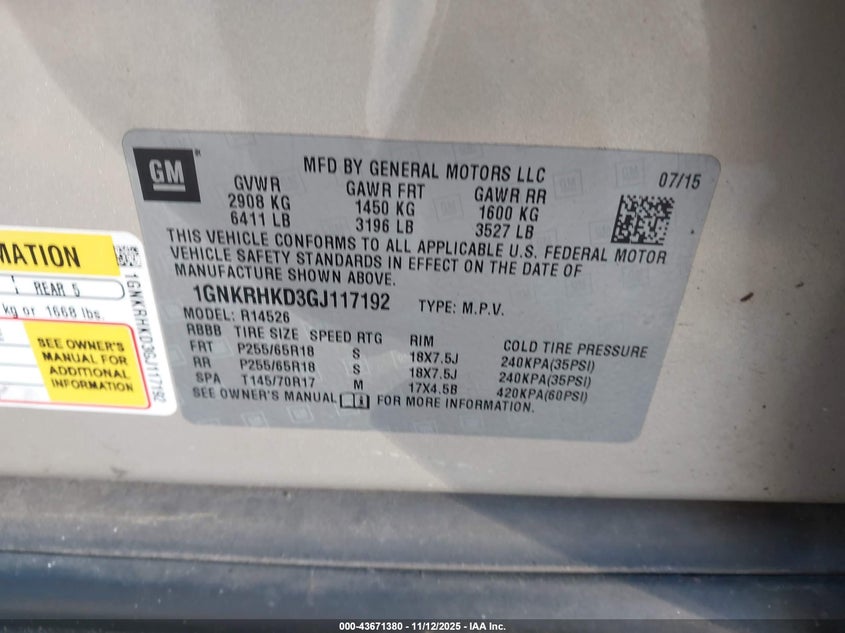 GM
MFD BY GENERAL MOTORS LLC
07/15
GVWR GAWR FRT GAWR RR
2908 KG 1450 KG 1600 KG
6411 LB 3196 LB 3527 LB
THIS VEHICLE CONFORMS TO ALL APPLICABLE U.S. FEDERAL MOTOR
VEHICLE SAFETY STANDARDS IN EFFECT ON THE DATE OF
MANUFACTURE SHOWN ABOVE.
1GNKRHKD3GJ117192 TYPE: M.P.V.
MODEL: R14526
RBBB TIRE SIZE SPEED RTG RIM COLD TIRE PRESSURE
FRT P255/65R18 S 18X7.5J 240KPA(35PSI)
RR P255/65R18 S 18X7.5J 240KPA(35PSI)
SPA T145/70R17 M 17X4.5B 420KPA(60PSI)
SEE OWNER'S MANUAL FOR MORE INFORMATION.
MATION
REAR 5
kg or 1668 lbs.
SEE OWNER'S
MANUAL FOR
ADDITIONAL
INFORMATION
1GNKRHKD3GJ117192
000-43671380 - 11/12/2025 - IAA Inc.